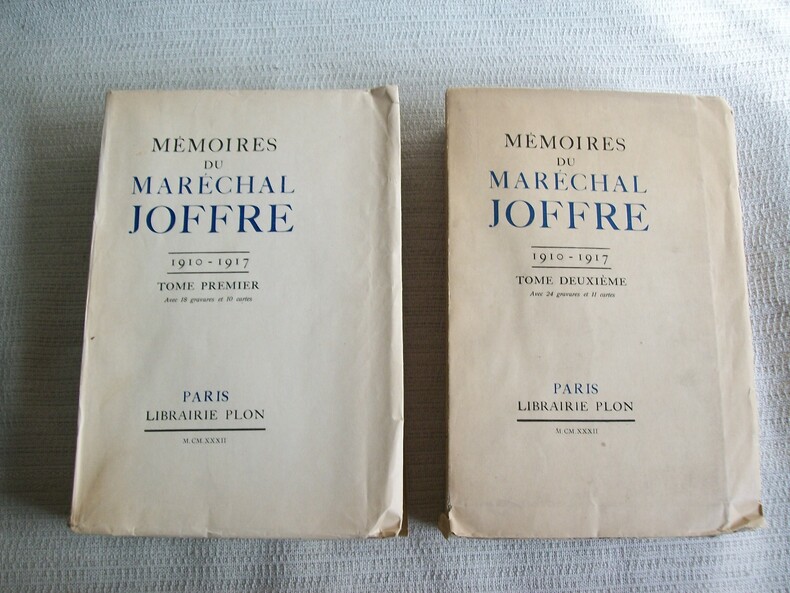 MÉMOIRES
DU
MARÉCHAL
JOFFRE
1910-1917
TOME PREMIER
Avec 18 gravures et 10 cartes
PARIS
LIBRAIRIE PLON
M.CM.XXXII
MÉMOIRES
DU
MARÉCHAL
JOFFRE
1910-1917
TOME DEUXIÈME
Avec 24 gravures et 11 cartes
PARIS
LIBRAIRIE PLON
M.CM.XXXII